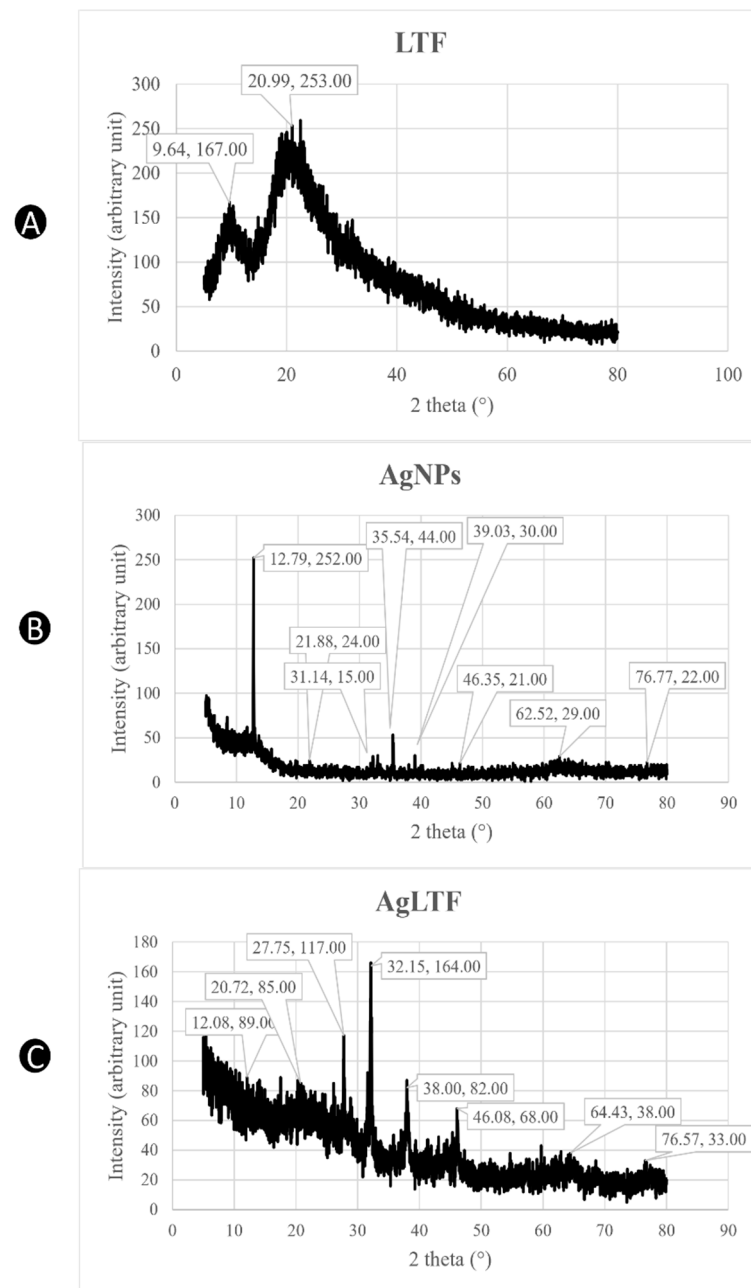 LTF
20.99, 253.00
9.64, 167.00
300
250
200
150
100
50
0
Intensity (arbitrary unit)
0 20 40 60 80 100
2 theta (°)
A
AgNPs
35.54, 44.00
39.03, 30.00
12.79, 252.00
21.88, 24.00
31.14, 15.00
46.35, 21.00
76.77, 22.00
62.52, 29.00
300
250
200
150
100
50
0
Intensity (arbitrary unit)
0 10 20 30 40 50 60 70 80 90
2 theta (°)
B
AgLTF
27.75, 117.00
32.15, 164.00
20.72, 85.00
12.08, 89.00
38.00, 82.00
46.08, 68.00
64.43, 38.00
76.57, 33.00
180
160
140
120
100
80
60
40
20
0
Intensity (arbitrary unit)
0 10 20 30 40 50 60 70 80 90
2 theta (°)
C